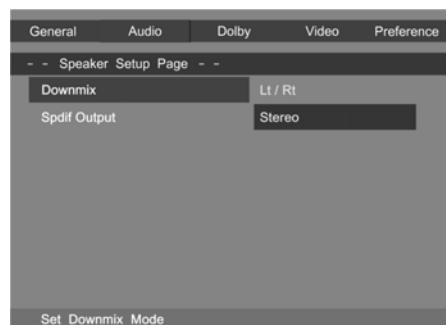 General Audio Dolby Video Preference
- - Speaker Setup Page - -
Downmix Lt / Rt
Spdif Output Stereo
Set Downmix Mode